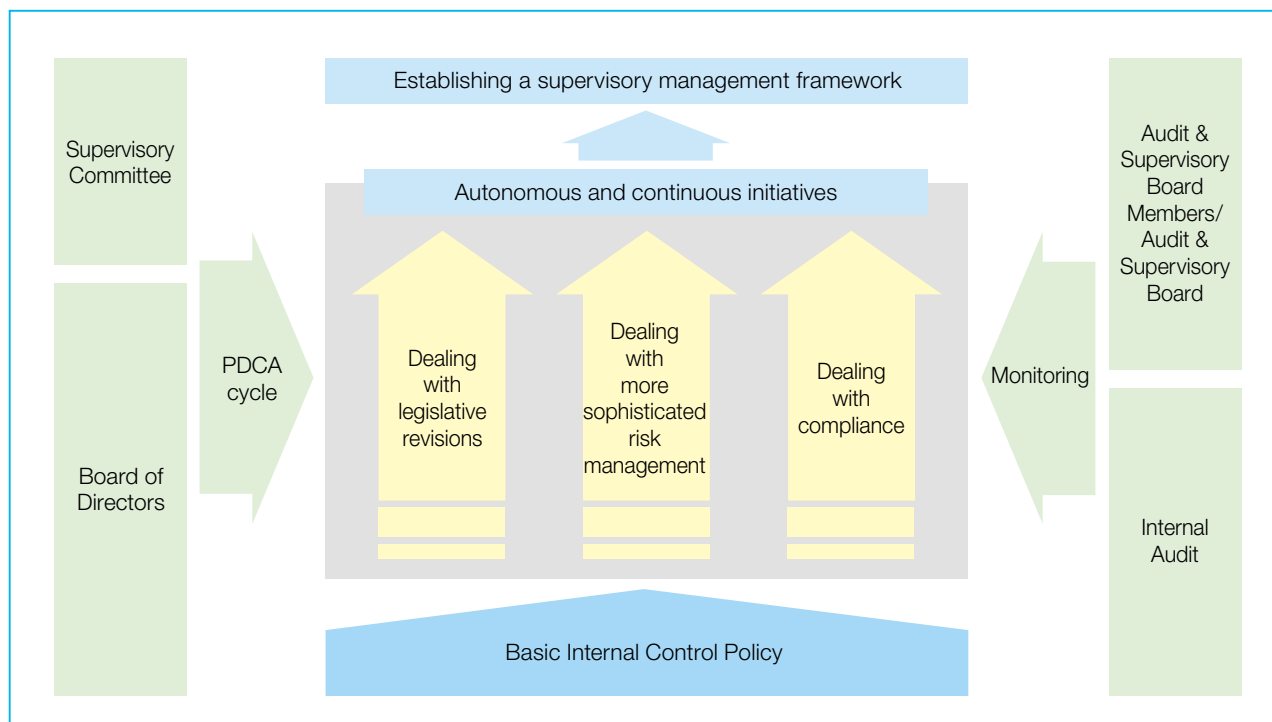 Establishing a supervisory management framework
Supervisory
Committee
Board of
Directors
PDCA
cycle
Autonomous and continuous initiatives
Dealing
with
legislative
revisions
Dealing
with
more
sophisticated
risk
management
Dealing
with
compliance
Monitoring
Audit &
Supervisory
Board
Members/
Audit &
Supervisory
Board
Internal
Audit
Basic Internal Control Policy